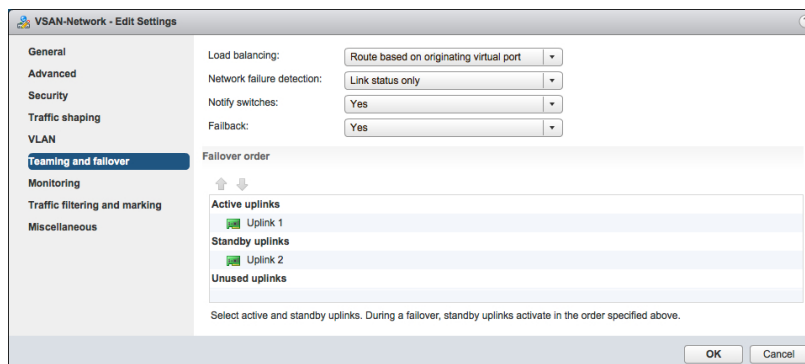 VSAN-Network - Edit Settings
General
Advanced
Security
Traffic shaping
VLAN
Teaming and failover
Monitoring
Traffic filtering and marking
Miscellaneous
Load balancing: Route based on originating virtual port
Network failure detection: Link status only
Notify switches: Yes
Failback: Yes
Failover order
Active uplinks
Uplink 1
Standby uplinks
Uplink 2
Unused uplinks
Select active and standby uplinks. During a failover, standby uplinks activate in the order specified above.
OK Cancel